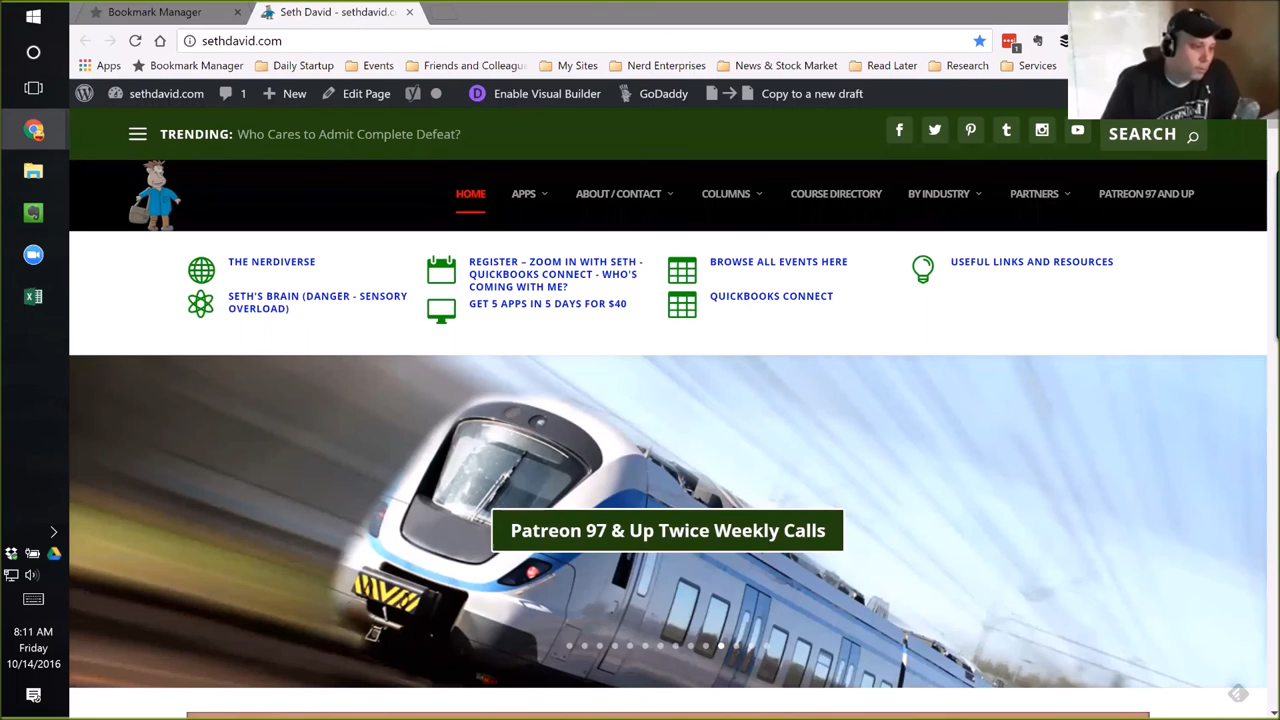 Bookmark Manager
Seth David - sethdavid.c
sethdavid.com
1
Apps
Bookmark Manager
Daily Startup
Events
Friends and Colleagu
My Sites
Nerd Enterprises
News & Stock Market
Read Later
Research
Services
sethdavid.com
1
New
Edit Page
Enable Visual Builder
GoDaddy
Copy to a new draft
TRENDING: Who Cares to Admit Complete Defeat?
SEARCH
HOME
APPS
ABOUT / CONTACT
COLUMNS
COURSE DIRECTORY
BY INDUSTRY
PARTNERS
PATREON 97 AND UP
THE NERDIVERSE
SETH'S BRAIN (DANGER - SENSORY
OVERLOAD)
REGISTER – ZOOM IN WITH SETH -
QUICKBOOKS CONNECT - WHO'S
COMING WITH ME?
GET 5 APPS IN 5 DAYS FOR $40
BROWSE ALL EVENTS HERE
QUICKBOOKS CONNECT
USEFUL LINKS AND RESOURCES
Patreon 97 & Up Twice Weekly Calls
8:11 AM
Friday
10/14/2016